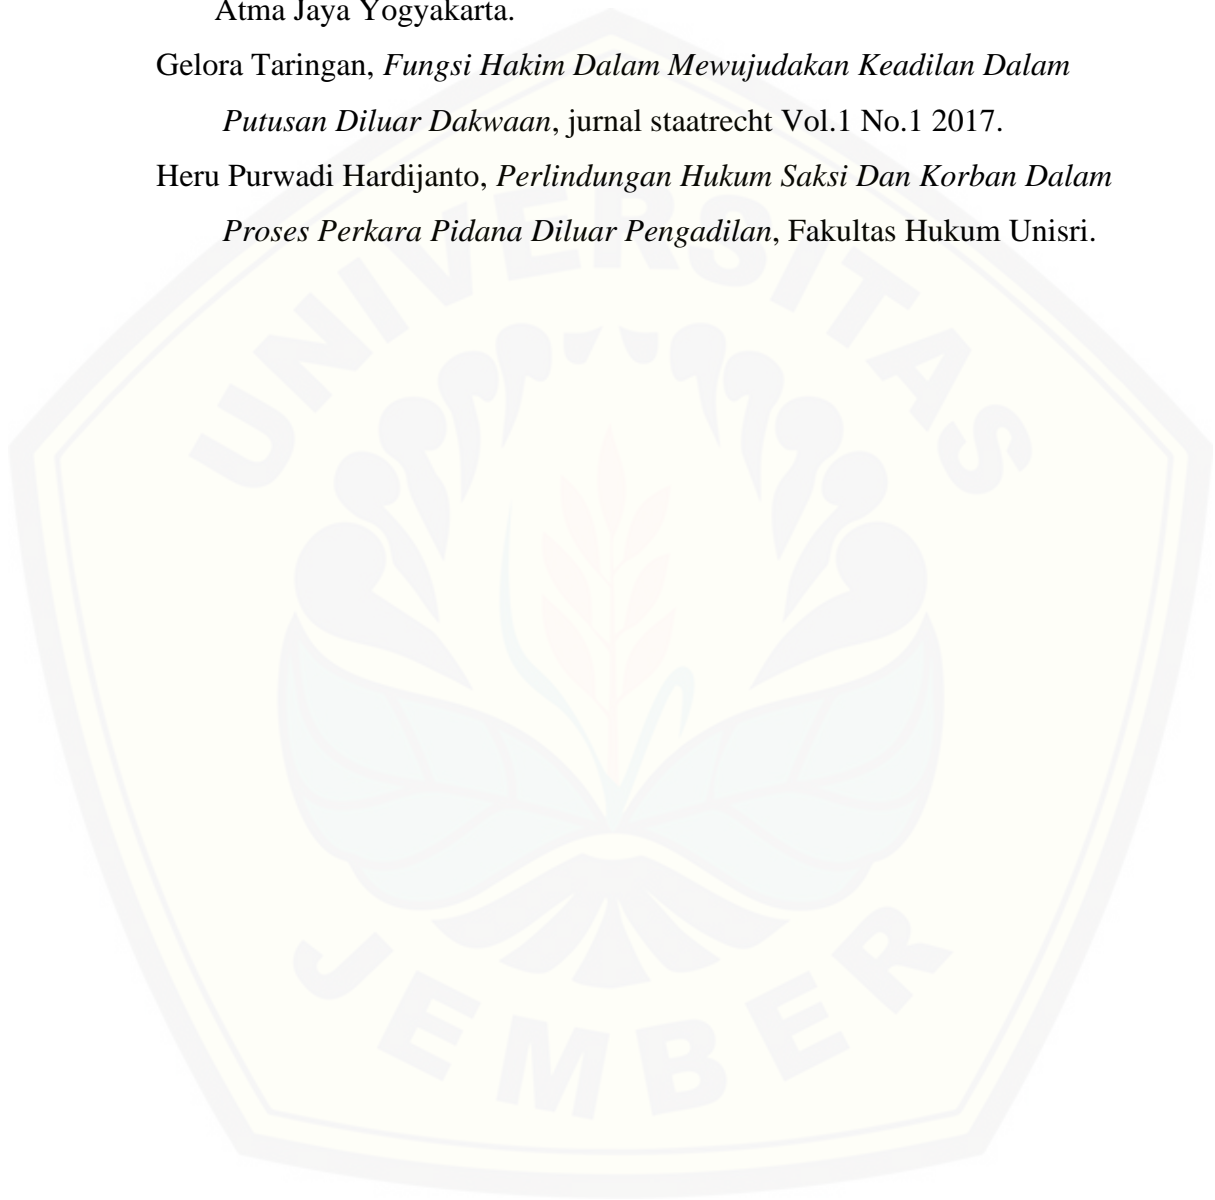 Atma Jaya Yogyakarta.
Gelora Taringan, Fungsi Hakim Dalam Mewujudakan Keadilan Dalam
Putusan Diluar Dakwaan, jurnal staatrecht Vol.1 No.1 2017.
Heru Purwadi Hardijanto, Perlindungan Hukum Saksi Dan Korban Dalam
Proses Perkara Pidana Diluar Pengadilan, Fakultas Hukum Unisri.
UNIVERSITAS
JEMBER